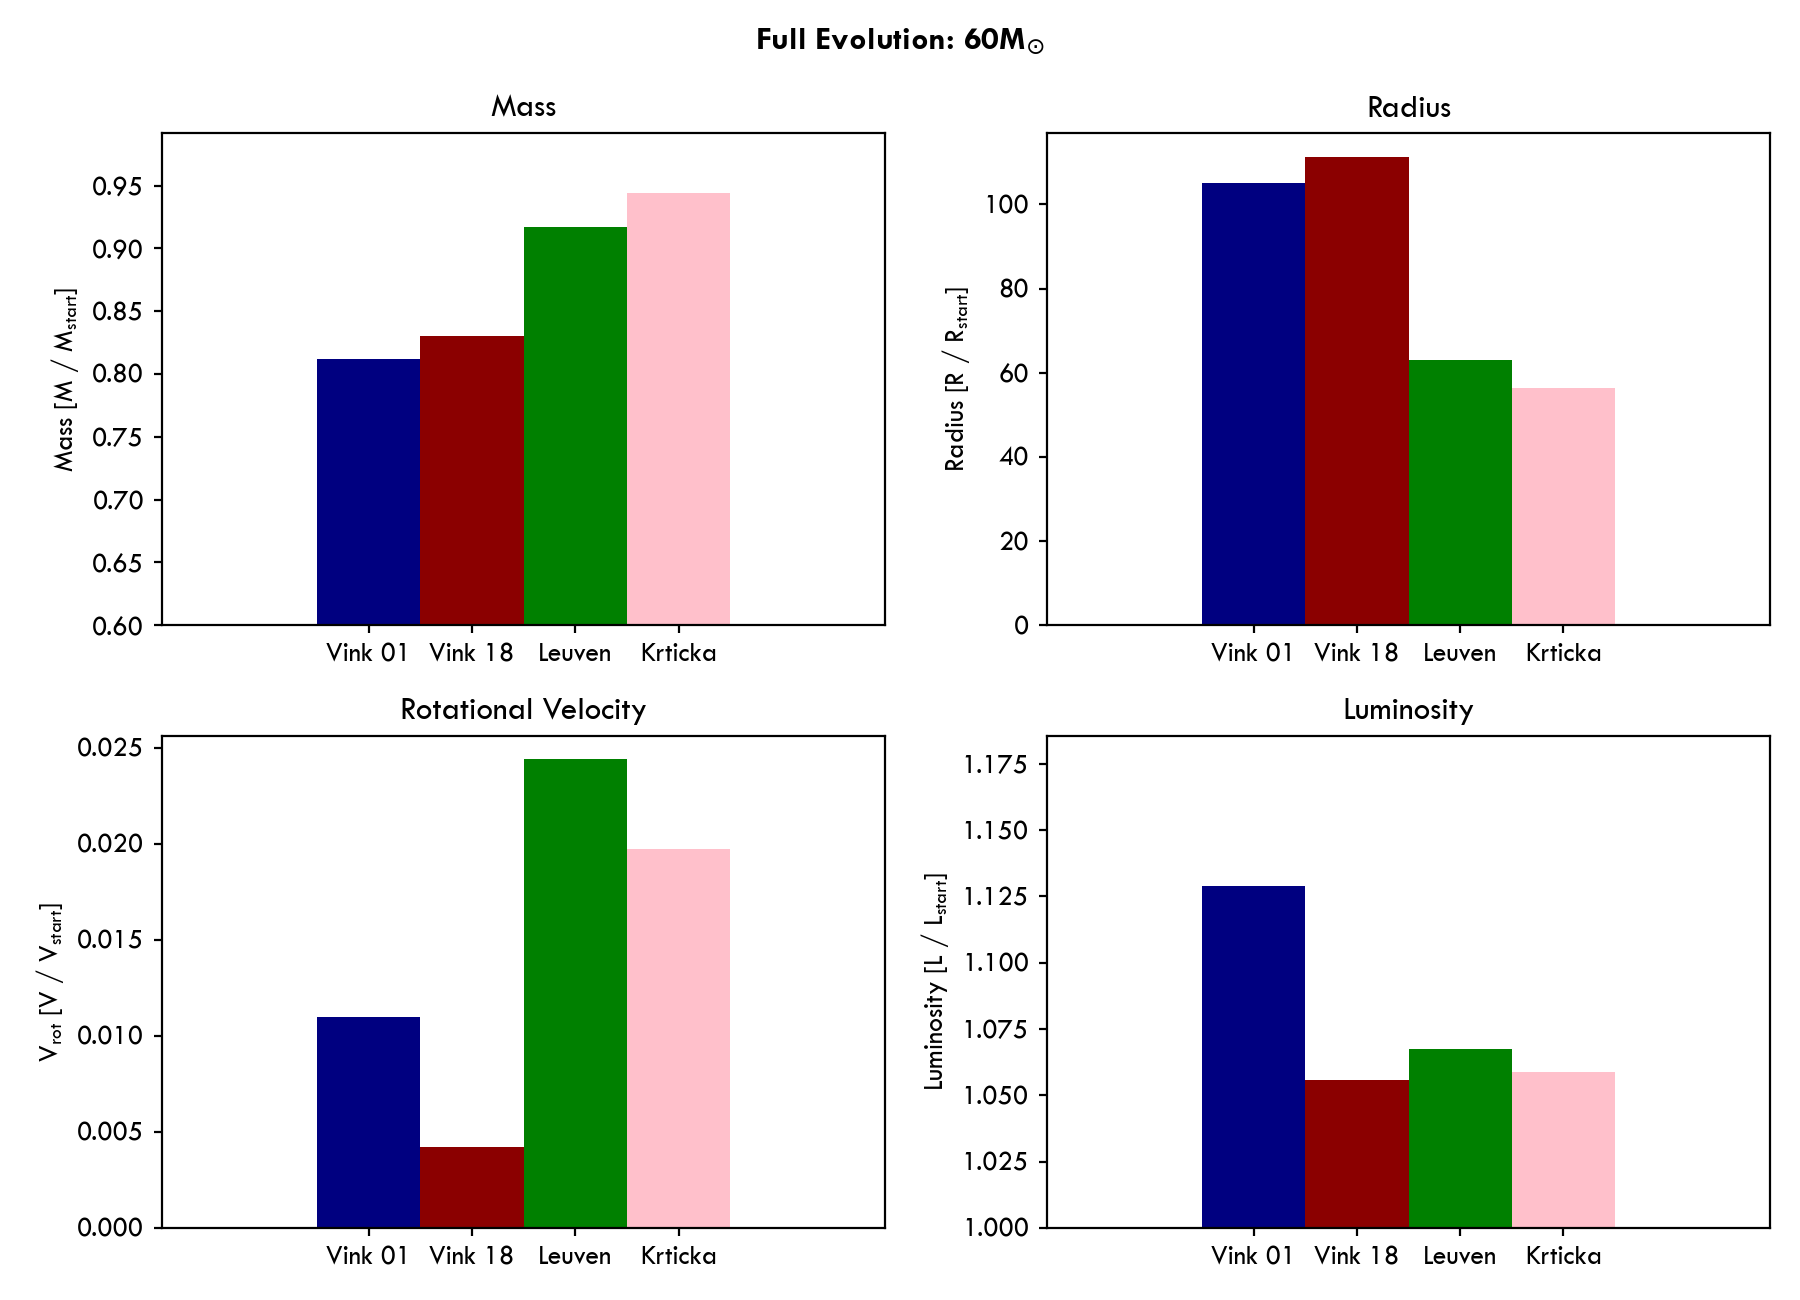 Full Evolution: 60M☉
Mass
Mass [M / Mstart]
0.95
0.90
0.85
0.80
0.75
0.70
0.65
0.60
Vink 01 Vink 18 Leuven Krticka
Radius
Radius [R / Rstart]
100
80
60
40
20
0
Vink 01 Vink 18 Leuven Krticka
Rotational Velocity
Vrot [V / Vstart]
0.025
0.020
0.015
0.010
0.005
0.000
Vink 01 Vink 18 Leuven Krticka
Luminosity
Luminosity [L / Lstart]
1.175
1.150
1.125
1.100
1.075
1.050
1.025
1.000
Vink 01 Vink 18 Leuven Krticka